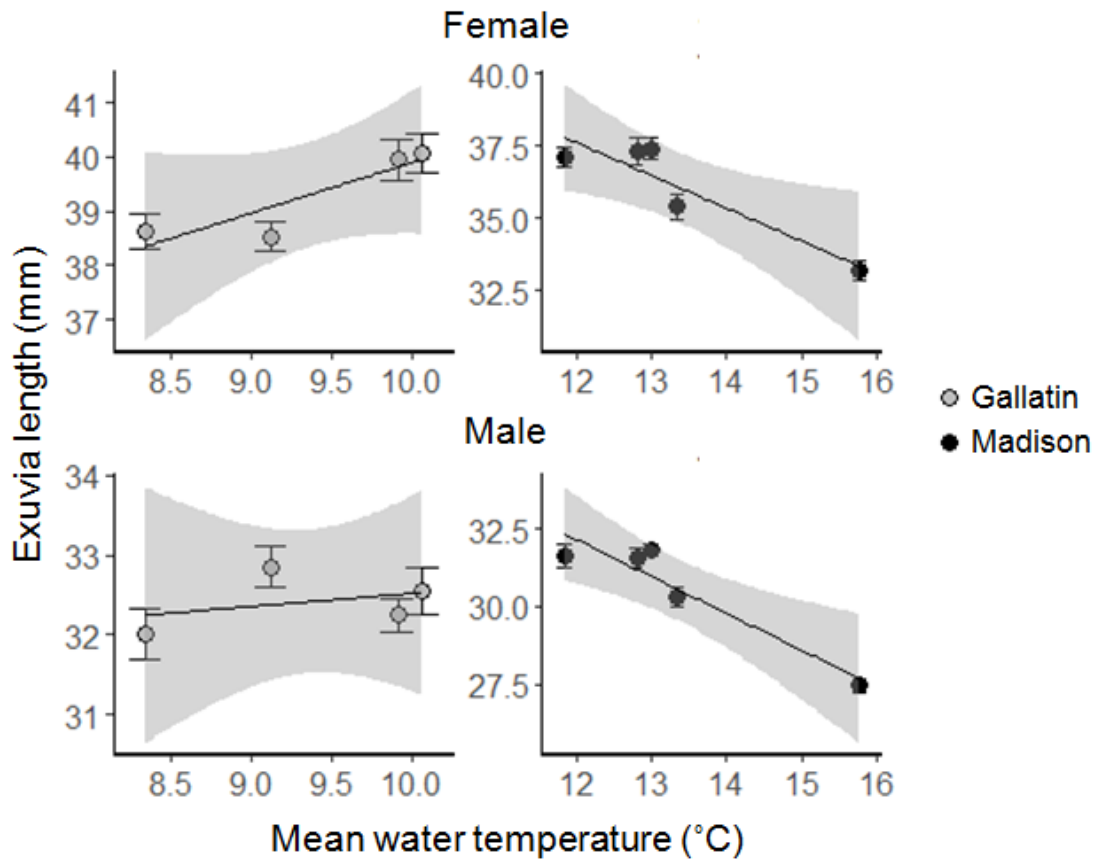 Female
41
40
39
38
37
40.0
37.5
35.0
32.5
8.5 9.0 9.5 10.0
12 13 14 15 16
Exuvia length (mm)
Gallatin
Madison
Male
34
33
32
31
32.5
30.0
27.5
8.5 9.0 9.5 10.0
12 13 14 15 16
Mean water temperature (˚C)